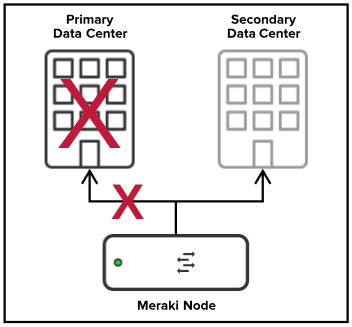 Primary
Data Center
Secondary
Data Center
Meraki Node